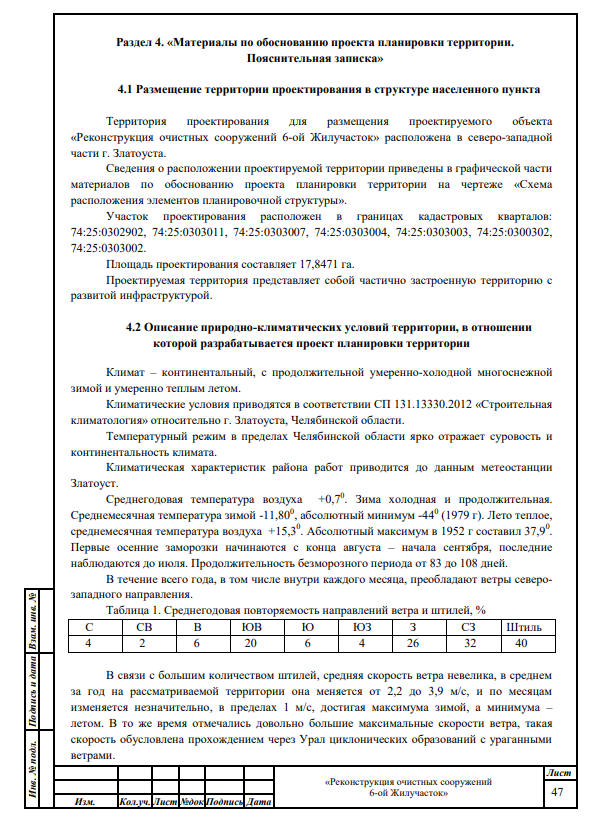 Раздел 4. «Материалы по обоснованию проекта планировки территории.
Пояснительная записка»
4.1 Размещение территории проектирования в структуре населенного пункта
Территория проектирования для размещения проектируемого объекта
«Реконструкция очистных сооружений 6-ой Жилучасток» расположена в северо-западной
части г. Златоуста.
Сведения о расположении проектируемой территории приведены в графической части
материалов по обоснованию проекта планировки территории на чертеже «Схема
расположения элементов планировочной структуры».
Участок проектирования расположен в границах кадастровых кварталов:
74:25:0302902, 74:25:0303011, 74:25:0303007, 74:25:0303004, 74:25:0303003, 74:25:0300302,
74:25:0303002.
Площадь проектирования составляет 17,8471 га.
Проектируемая территория представляет собой частично застроенную территорию с
развитой инфраструктурой.
4.2 Описание природно-климатических условий территории, в отношении
которой разрабатывается проект планировки территории
Климат – континентальный, с продолжительной умеренно-холодной многоснежной
зимой и умеренно теплым летом.
Климатические условия приводятся в соответствии СП 131.13330.2012 «Строительная
климатология» относительно г. Златоуста, Челябинской области.
Температурный режим в пределах Челябинской области ярко отражает суровость и
континентальность климата.
Климатическая характеристик района работ приводится до данным метеостанции
Златоуст.
Среднегодовая температура воздуха +0,7⁰. Зима холодная и продолжительная.
Среднемесячная температура зимой -11,80⁰, абсолютный минимум -44⁰ (1979 г). Лето теплое,
среднемесячная температура воздуха +15,3⁰. Абсолютный максимум в 1952 г составил 37,9⁰.
Первые осенние заморозки начинаются с конца августа – начала сентября, последние
наблюдаются до июля. Продолжительность безморозного периода от 83 до 108 дней.
В течение всего года, в том числе внутри каждого месяца, преобладают ветры северо-
западного направления.
Таблица 1. Среднегодовая повторяемость направлений ветра и штилей, %
С СВ В ЮВ Ю ЮЗ З СЗ Штиль
4 2 6 20 6 4 26 32 40
В связи с большим количеством штилей, средняя скорость ветра невелика, в среднем
за год на рассматриваемой территории она меняется от 2,2 до 3,9 м/с, и по месяцам
изменяется незначительно, в пределах 1 м/с, достигая максимума зимой, а минимума –
летом. В то же время отмечались довольно большие максимальные скорости ветра, такая
скорость обусловлена прохождением через Урал циклонических образований с ураганными
ветрами.
Взам. инв. №
Подпись и дата
Инв. № подл.
Изм. Кол.уч. Лист №док Подпись Дата
«Реконструкция очистных сооружений
6-ой Жилучасток»
Лист
47